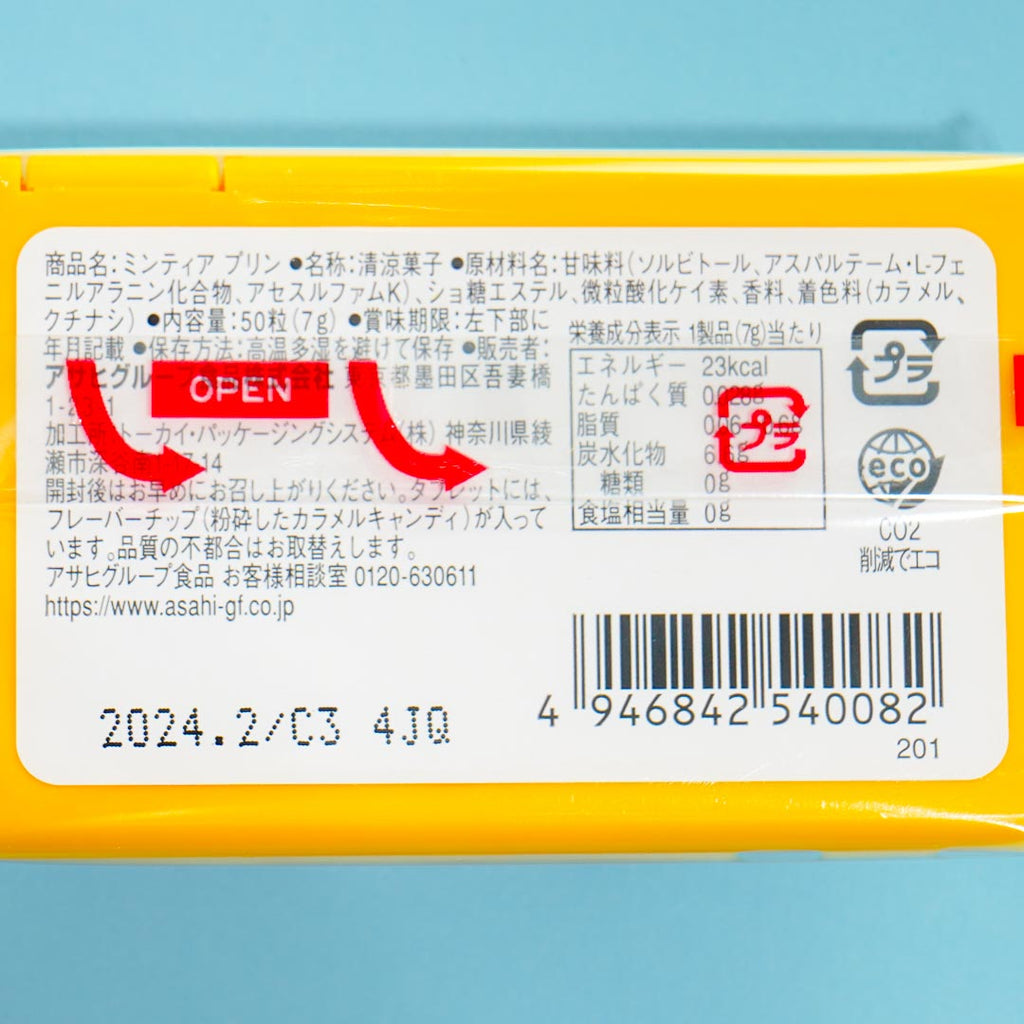 商品名：ミンティア プリン ●名称：清涼菓子 ●原材料名：甘味料（ソルビトール、アスパルテーム・L-フェ
ニルアラニン化合物、アセスルファムK）、ショ糖エステル、微粒酸化ケイ素、香料、着色料（カラメル、
クチナシ） ●内容量：50粒（7g） ●賞味期限：左下部に
年月記載 ●保存方法：高温多湿を避けて保存 ●販売者：
アサヒグループ食品株式会社 東京都墨田区吾妻橋
OPEN
トーカイ・パッケージングシステム（株） 神奈川県綾
瀬市深谷
開封後はお早めにお召し上がりください。タブレットには、
フレーバーチップ（粉砕したカラメルキャンディ）が入って
います。品質の不都合はお取替えします。
アサヒグループ食品 お客様相談室 0120-630611
https://www.asahi-gf.co.jp
栄養成分表示 1製品（7g）当たり
エネルギー 23kcal
たんぱく質
脂質
炭水化物
糖類 0g
食塩相当量 0g
プラ
プラ
eco
CO2
削減でエコ
2024.2/C3 4JQ
4 946842 540082
201